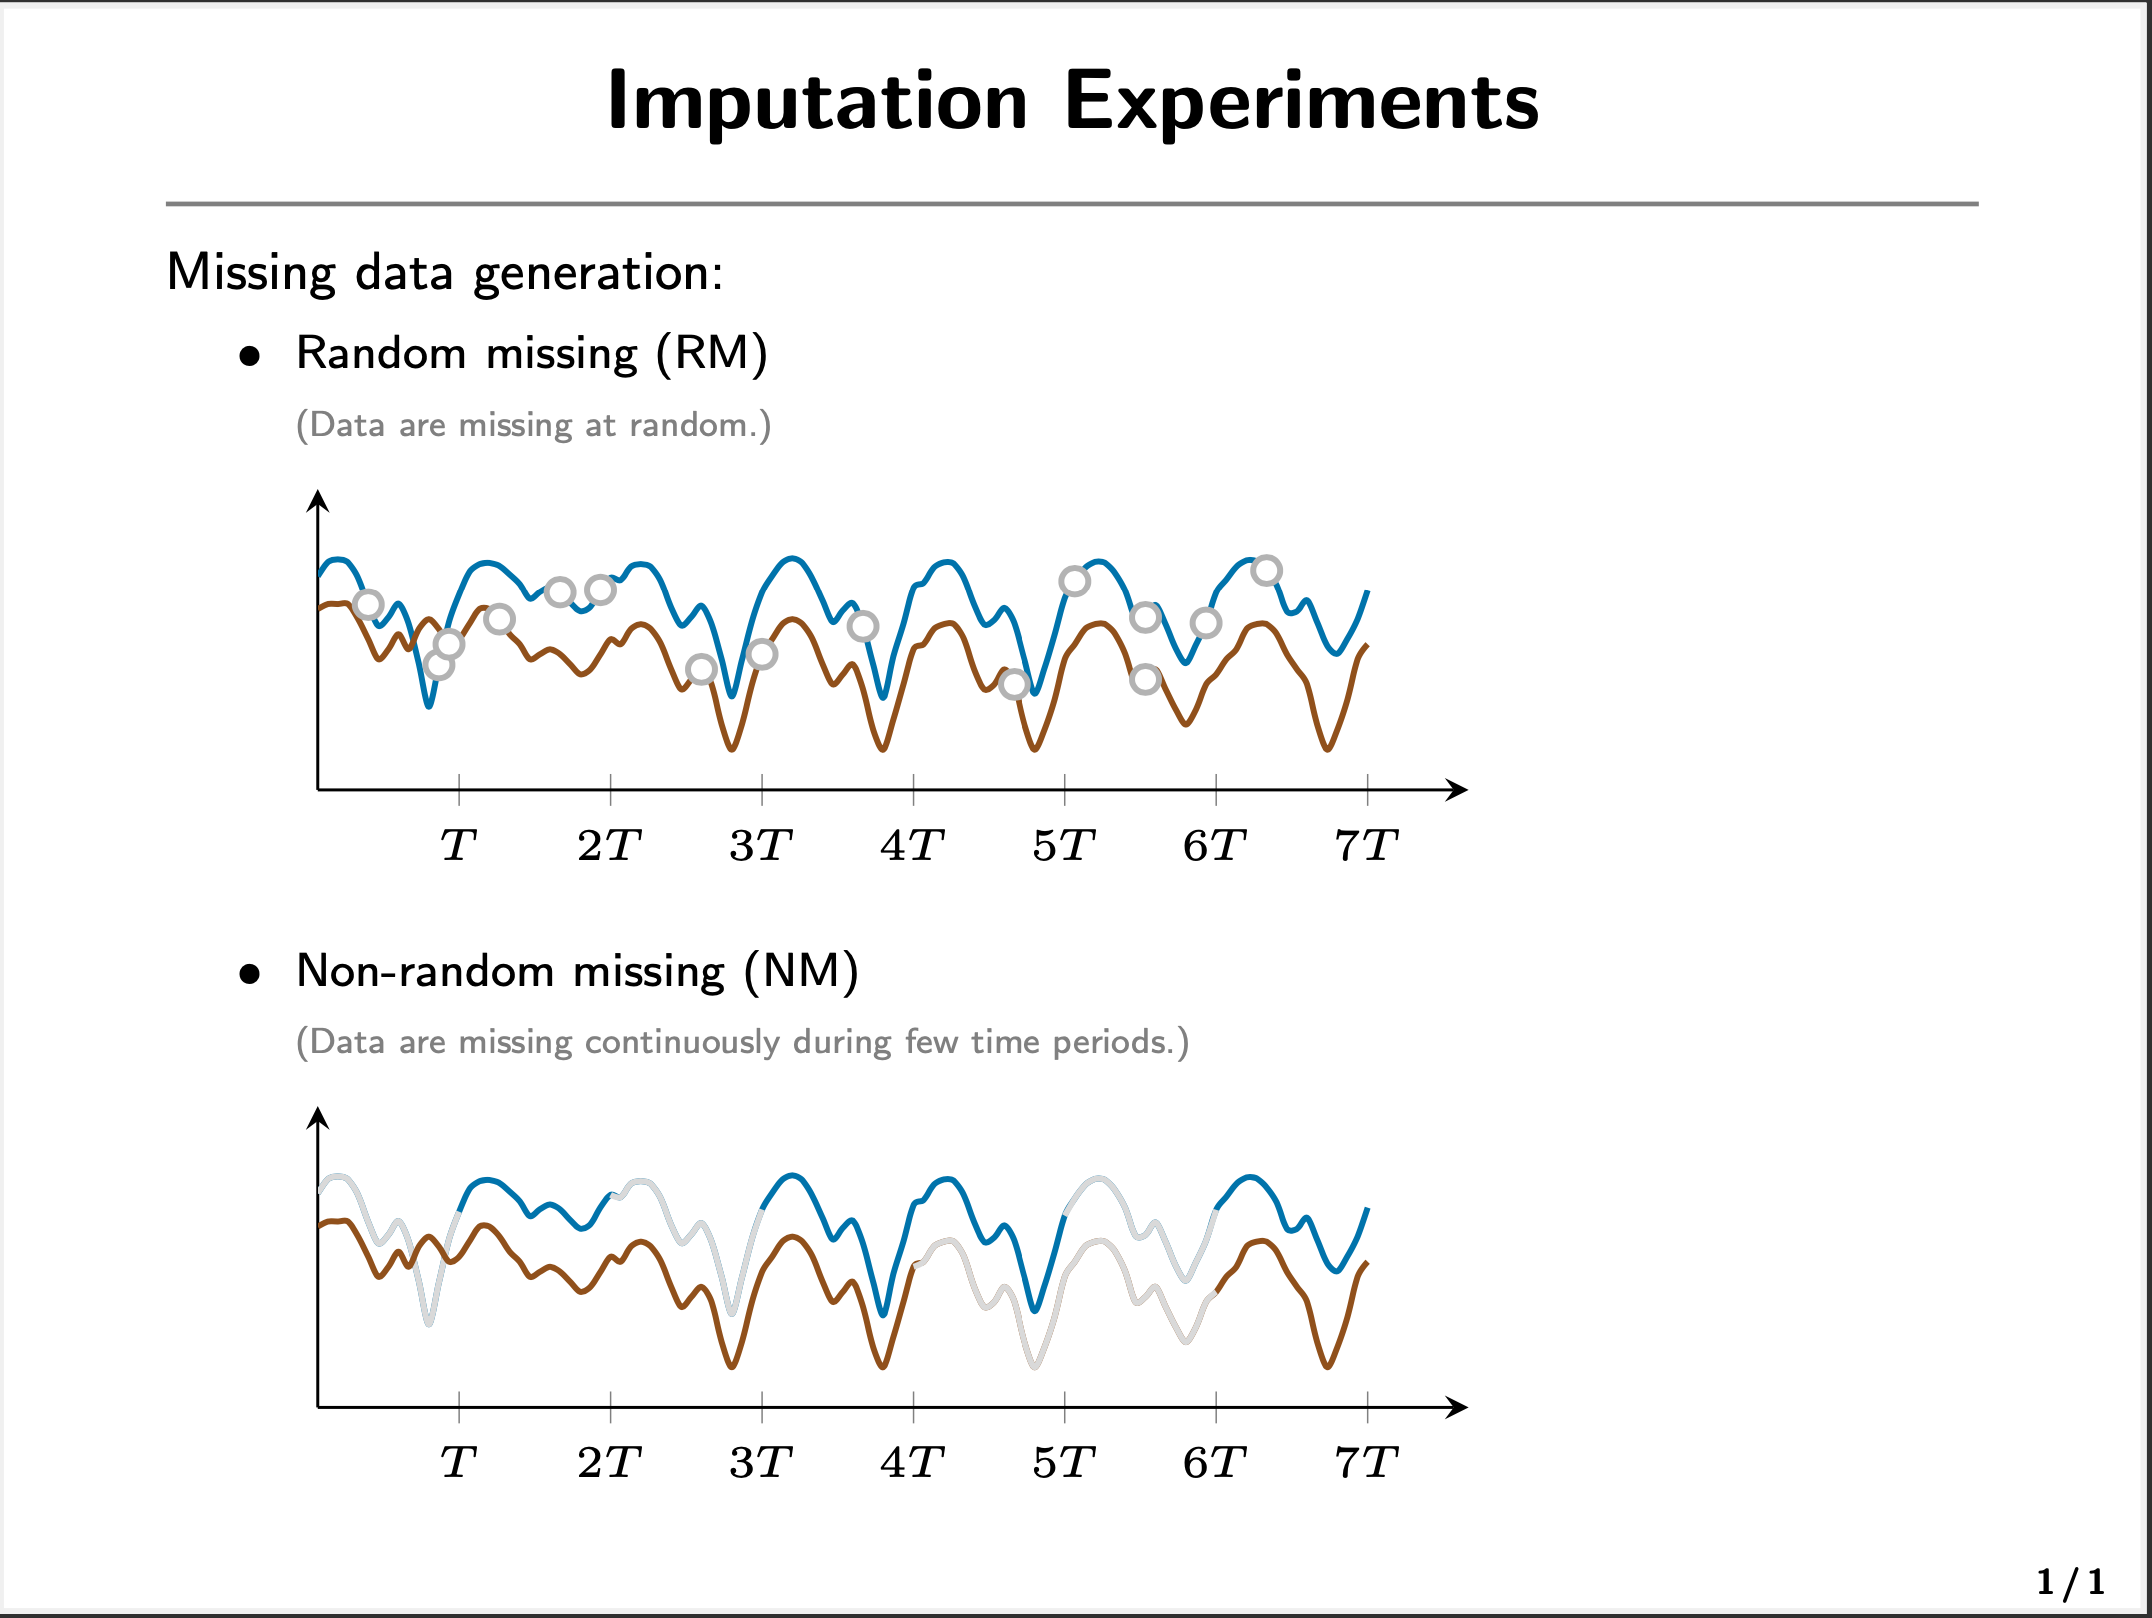 Imputation Experiments
Missing data generation:
• Random missing (RM)
(Data are missing at random.)
T 2T 3T 4T 5T 6T 7T
• Non-random missing (NM)
(Data are missing continuously during few time periods.)
T 2T 3T 4T 5T 6T 7T
1 / 1